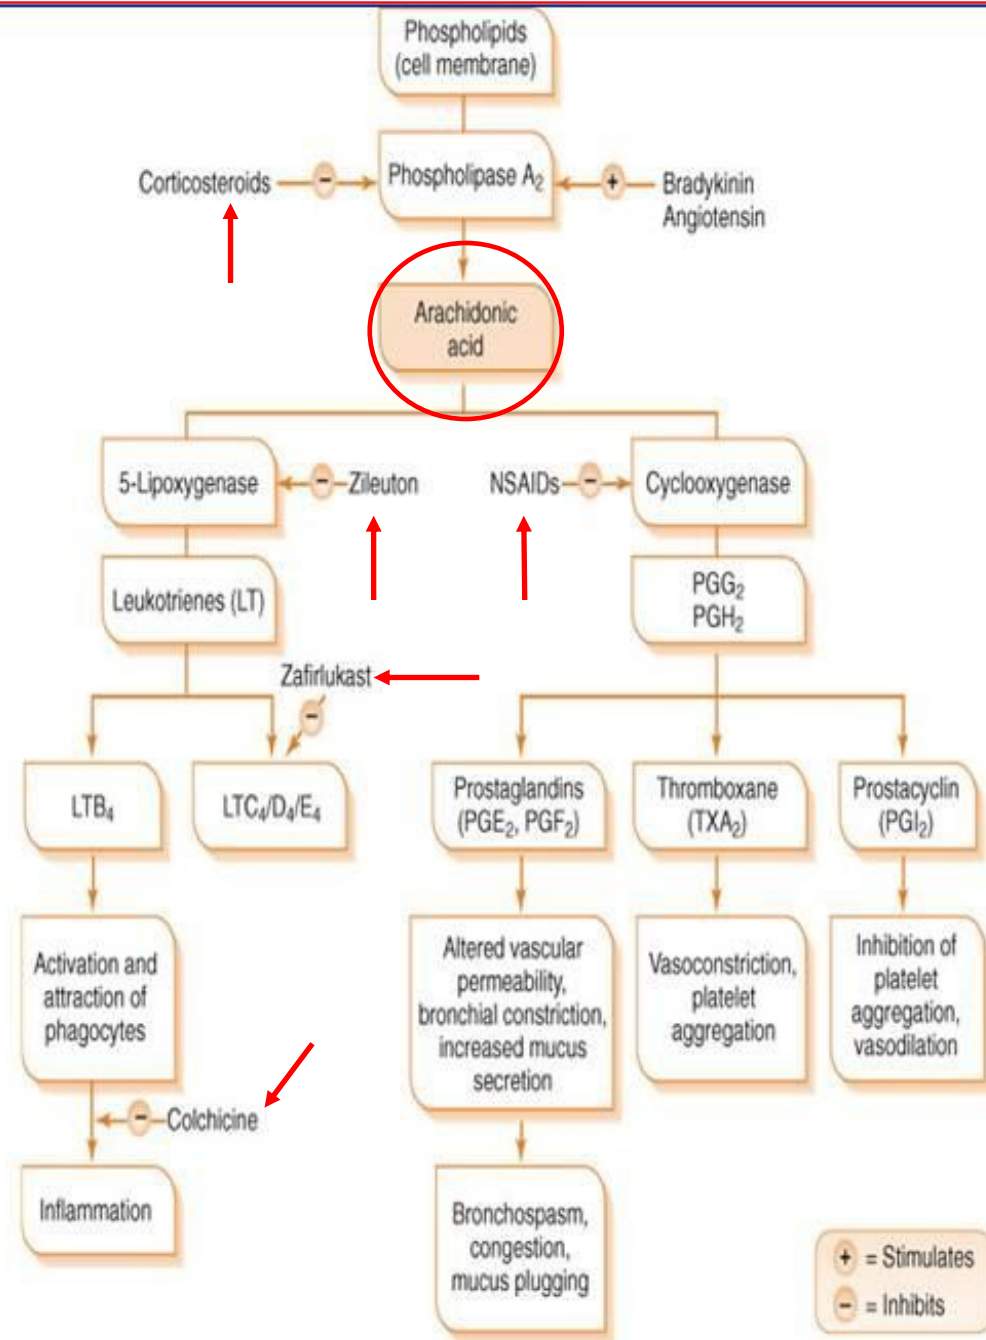 Phospholipids
(cell membrane)
Corticosteroids
−
Phospholipase A₂
+
Bradykinin
Angiotensin
Arachidonic
acid
5-Lipoxygenase
−
Zileuton
NSAIDs
−
Cyclooxygenase
Leukotrienes (LT)
PGG₂
PGH₂
Zafirlukast
−
LTB₄
LTC₄/D₄/E₄
Prostaglandins
(PGE₂, PGF₂)
Thromboxane
(TXA₂)
Prostacyclin
(PGI₂)
Activation and
attraction of
phagocytes
Altered vascular
permeability,
bronchial constriction,
increased mucus
secretion
Vasoconstriction,
platelet
aggregation
Inhibition of
platelet
aggregation,
vasodilation
−
Colchicine
Inflammation
Bronchospasm,
congestion,
mucus plugging
+ = Stimulates
− = Inhibits